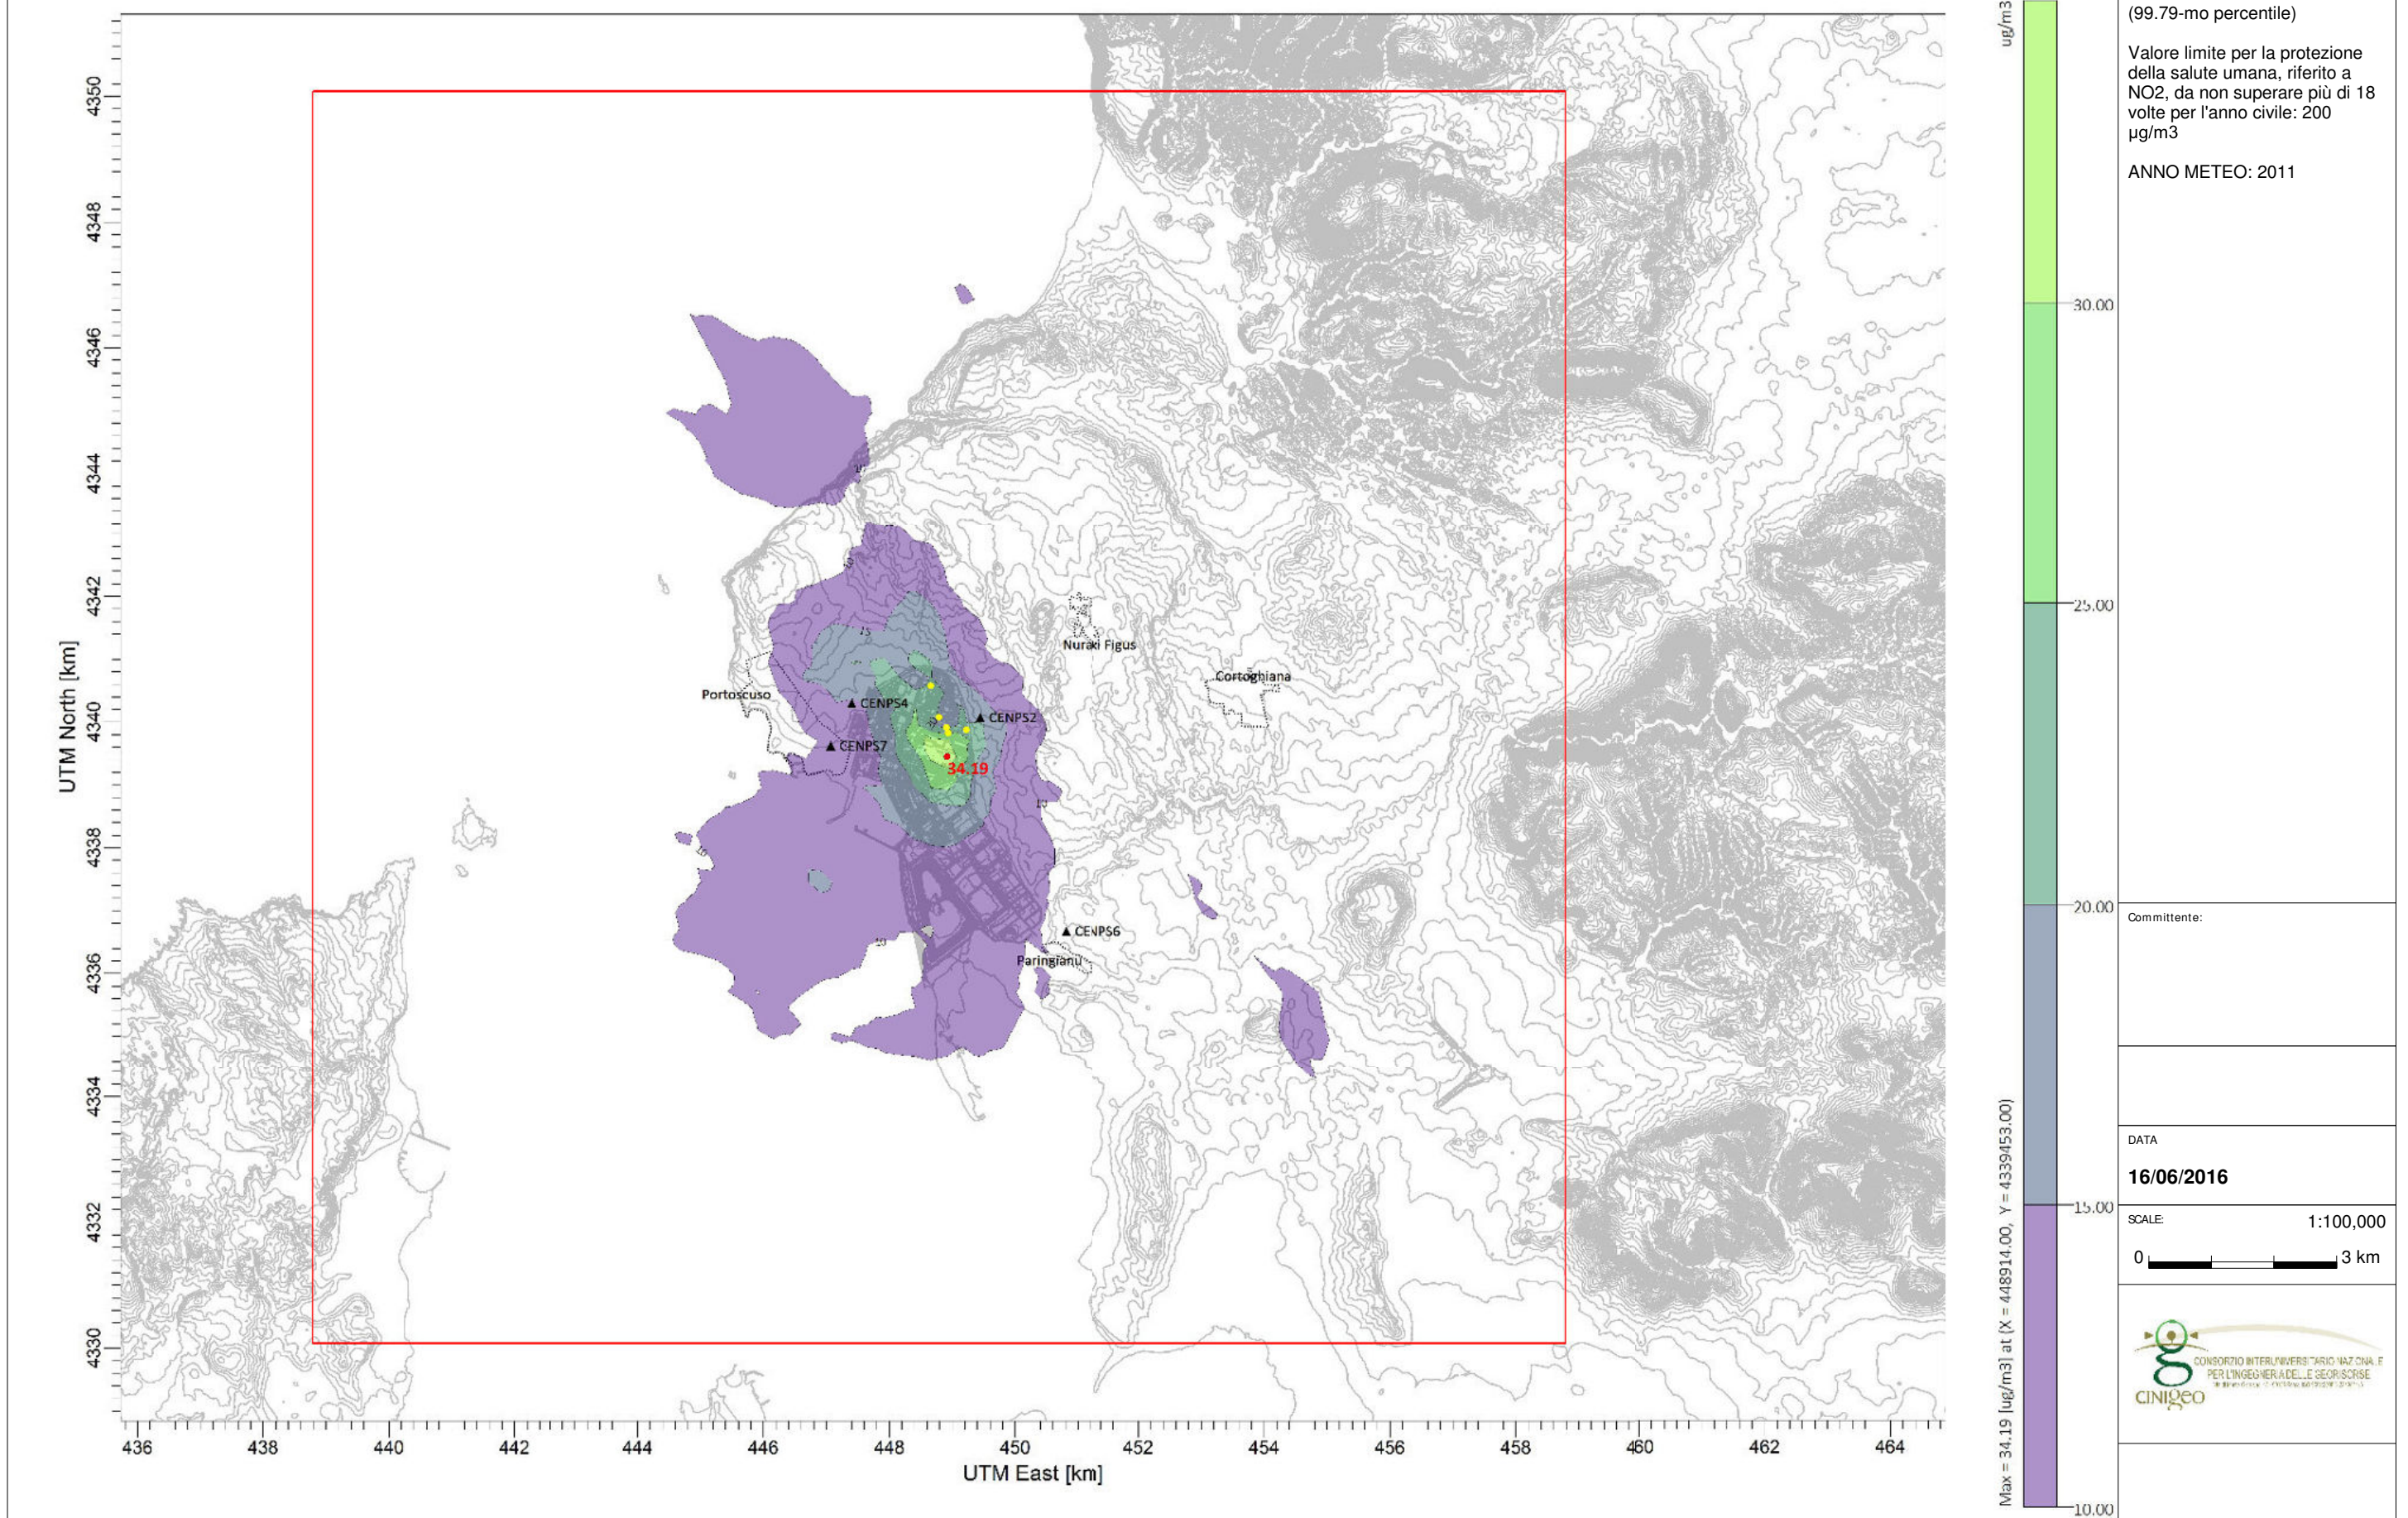 4350
4348
4346
4344
4342
4340
4338
4336
4334
4332
4330
UTM North [km]
436
438
440
442
444
446
448
450
452
454
456
458
460
462
464
UTM East [km]
10
10
15
Nuraki Figus
Cortoghiana
Portoscuso
CENPS4
CENPS2
CENPS7
34.19
10
10
CENPS6
Paringianu
ug/m3
30.00
25.00
20.00
15.00
10.00
Max = 34.19 [ug/m3] at (X = 448914.00, Y = 4339453.00)
(99.79-mo percentile)
Valore limite per la protezione
della salute umana, riferito a
NO2, da non superare più di 18
volte per l'anno civile: 200
µg/m3
ANNO METEO: 2011
Committente:
DATA
16/06/2016
SCALE:
1:100,000
0
3 km
CONSORZIO INTERUNIVERSITARIO NAZIONALE
PER L'INGEGNERIA DELLE GEORISORSE
CINIgeo